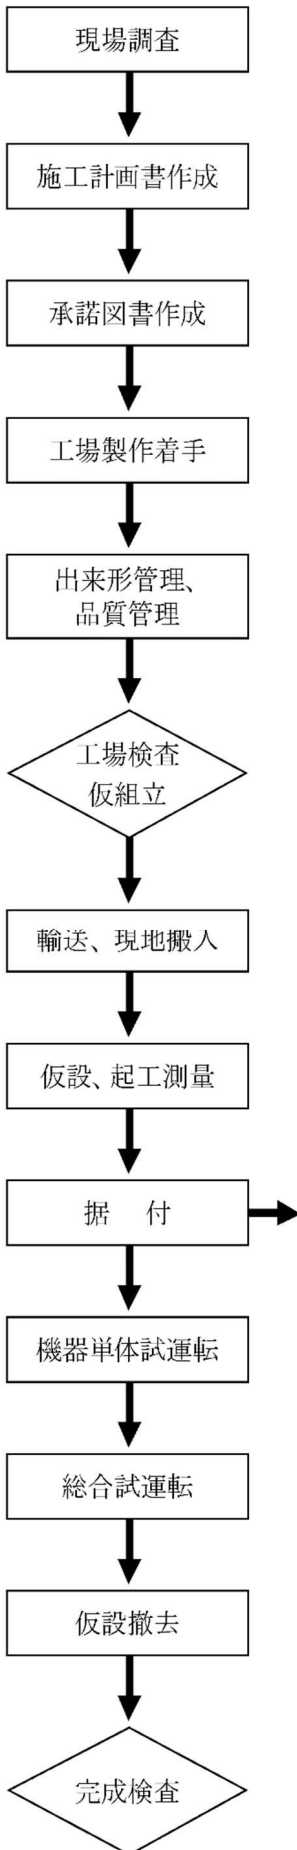 現場調査
施工計画書作成
承諾図書作成
工場製作着手
出来形管理、
品質管理
工場検査
仮組立
輸送、現地搬入
仮設、起工測量
据　付
機器単体試運転
総合試運転
仮設撤去
完成検査